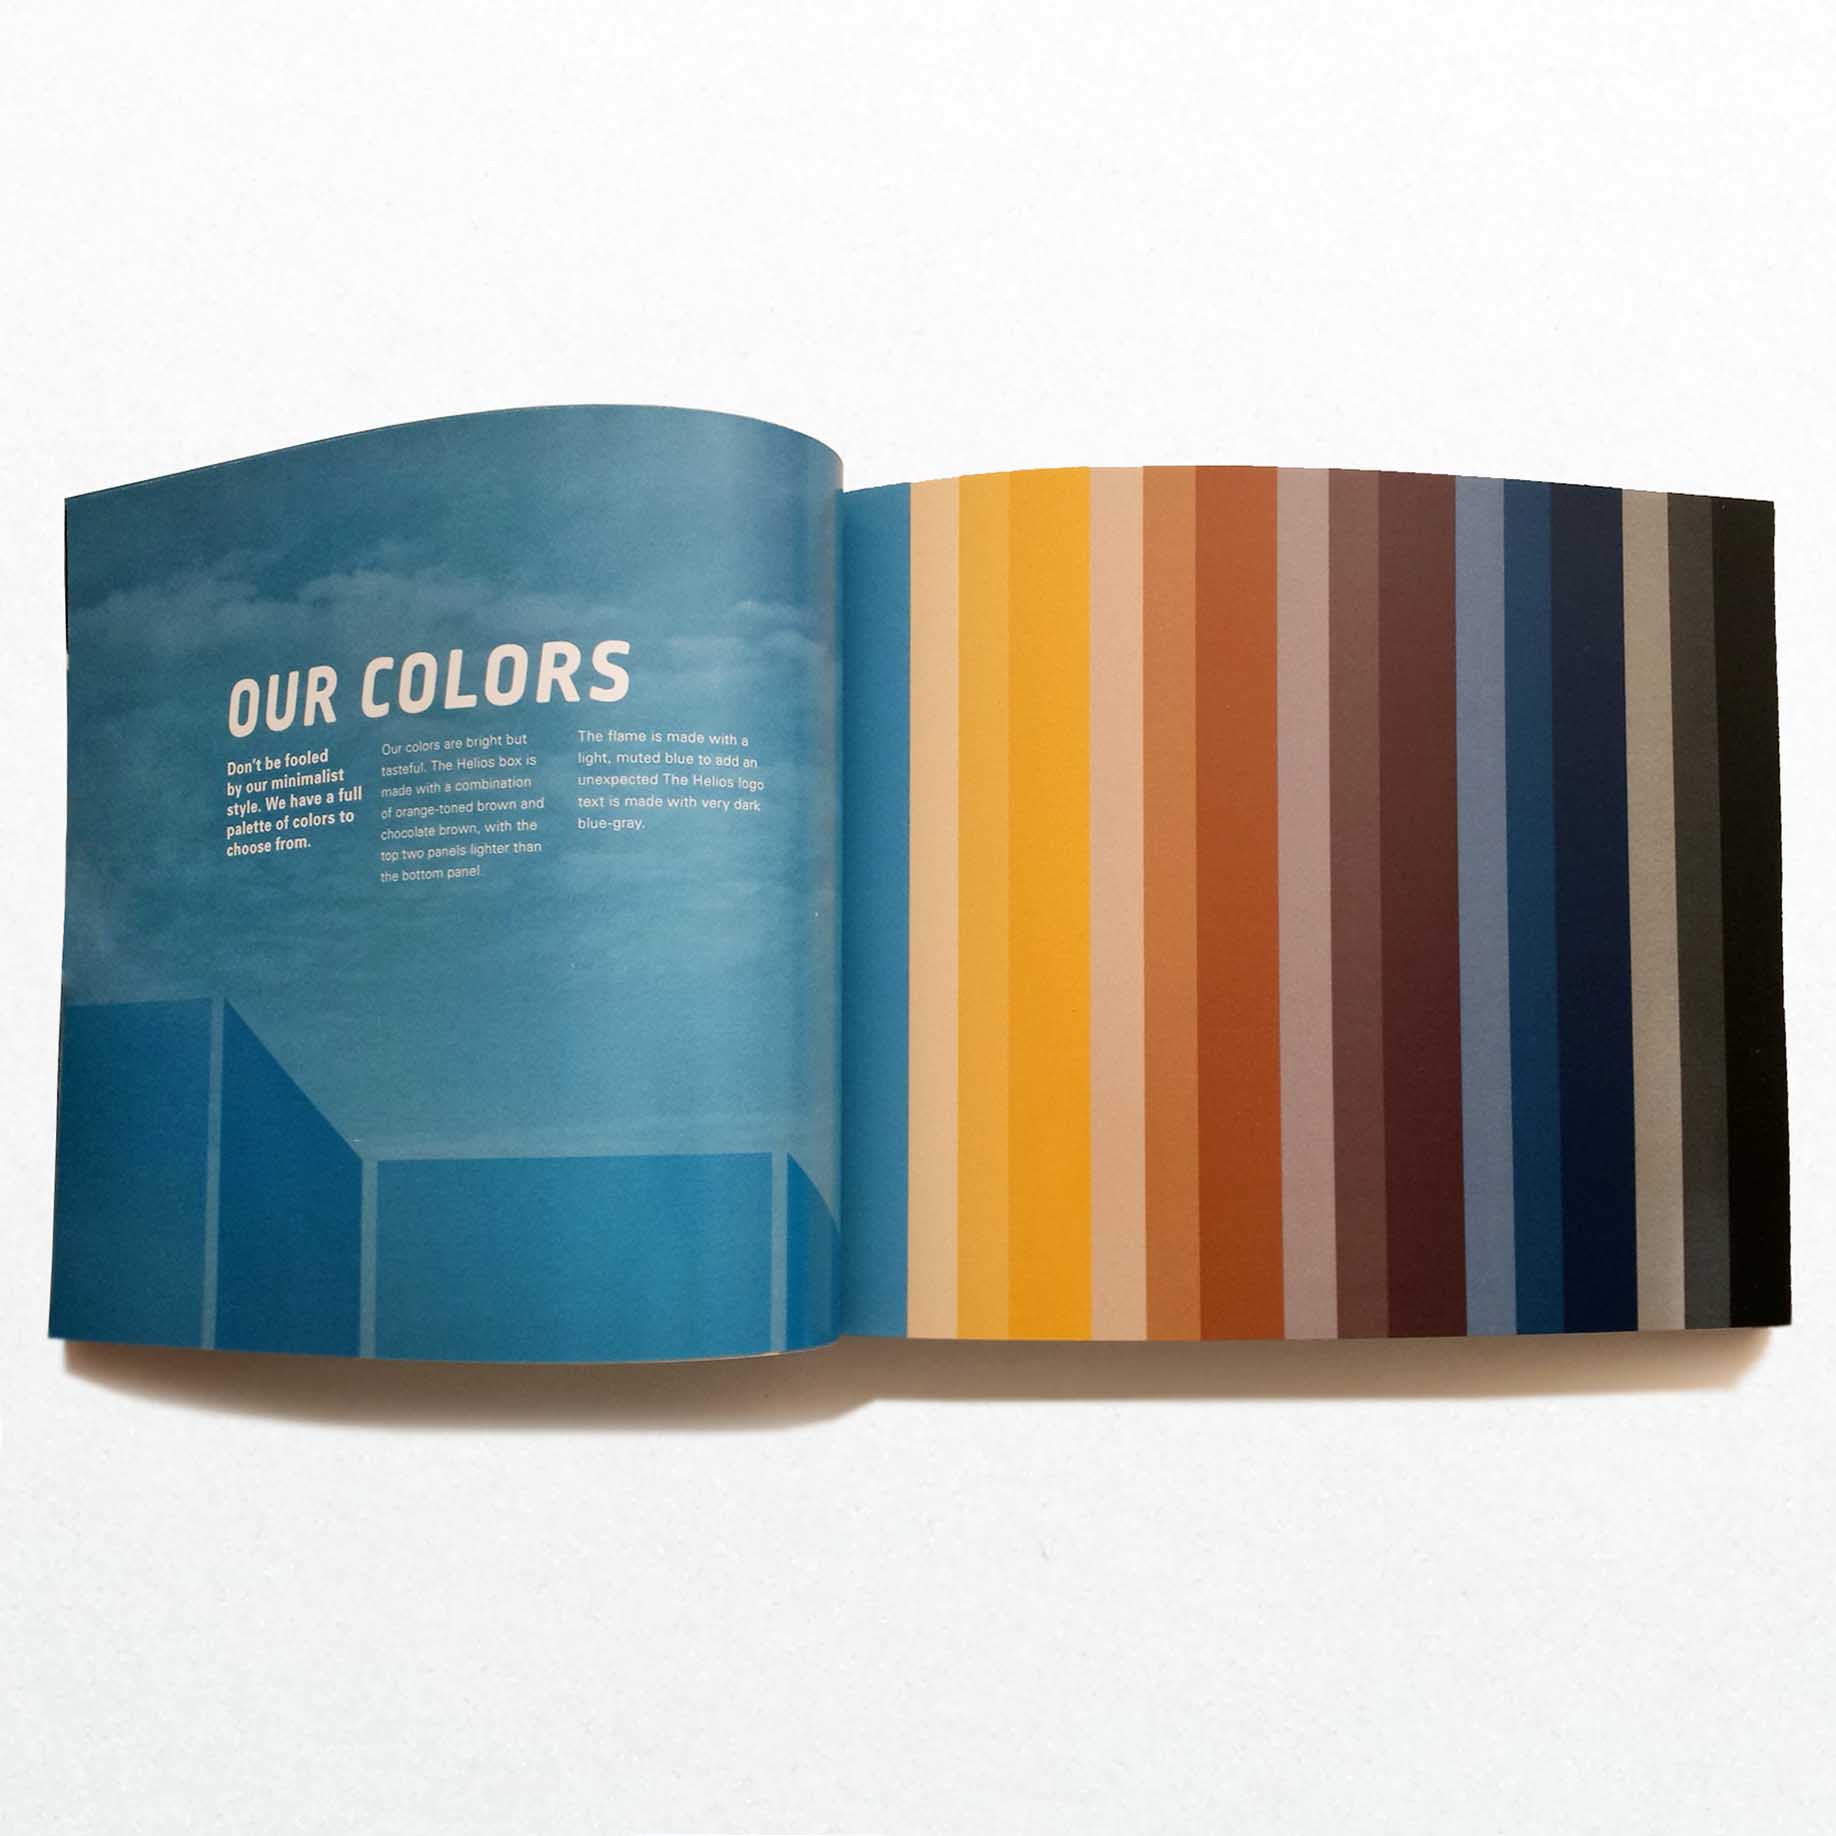 OUR COLORS
Don't be fooled
by our minimalist
style. We have a full
palette of colors to
choose from.
Our colors are bright but
tasteful. The Helios box is
made with a combination
of orange-toned brown and
chocolate brown, with the
top two panels lighter than
the bottom panel.
The flame is made with a
light, muted blue to add an
unexpected The Helios logo
text is made with very dark
blue-gray.